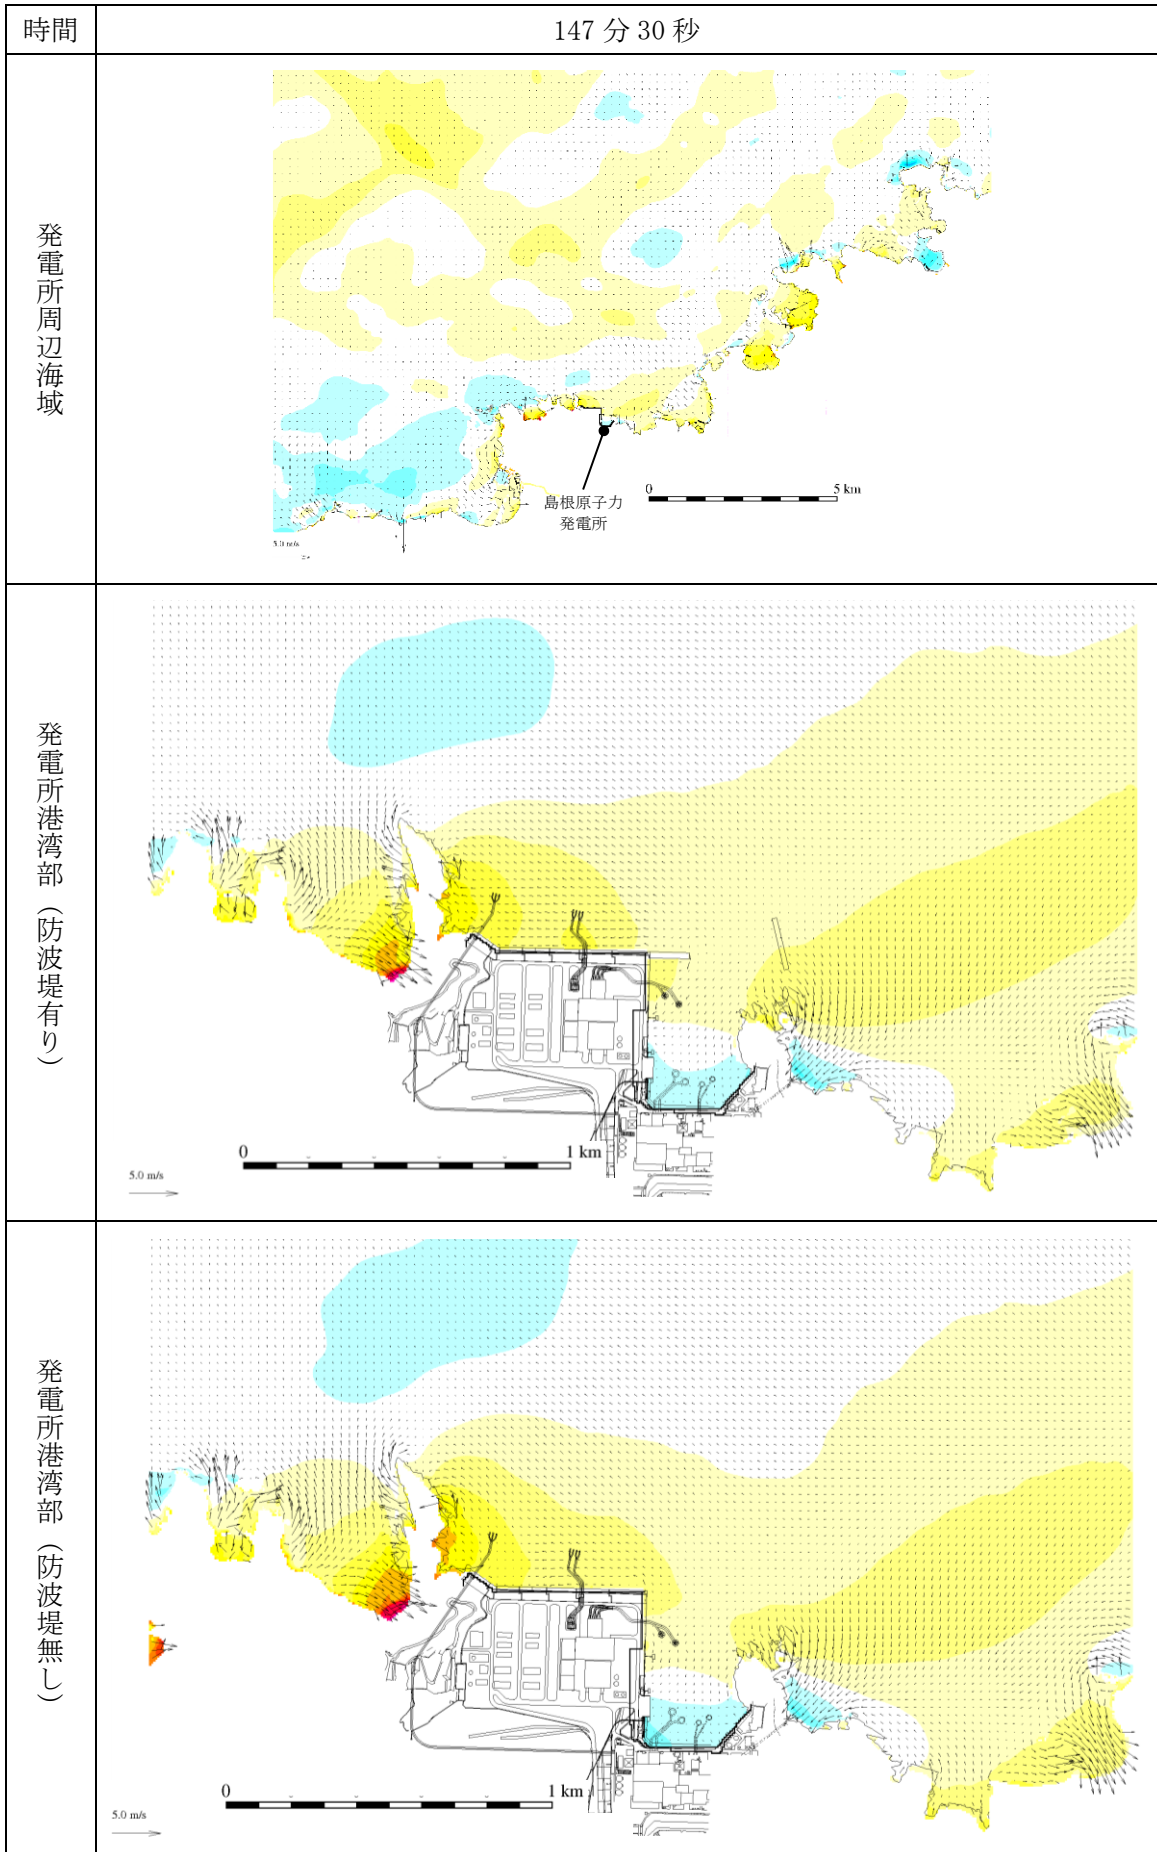 時間
147 分 30 秒
発電所周辺海域
島根原子力
発電所
0
5 km
5.0 m/s
発電所港湾部（防波堤有り）
0
1 km
5.0 m/s
発電所港湾部（防波堤無し）
0
1 km
5.0 m/s